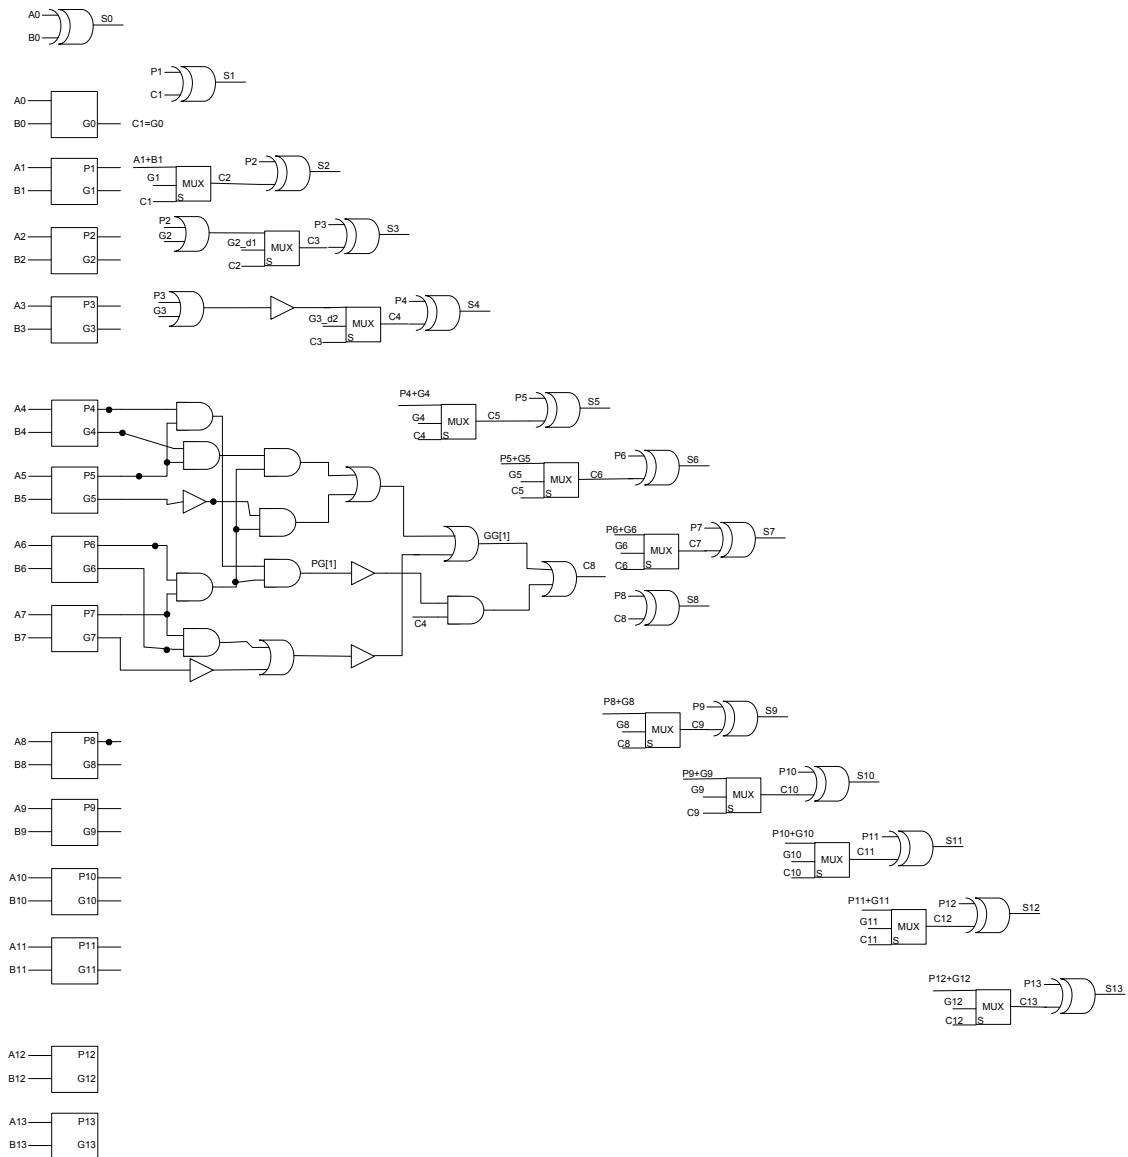 A0
B0
S0
P1
C1
S1
A0
B0
G0
C1=G0
A1
B1
P1
G1
A1+B1
G1
C1
MUX
S
C2
P2
S2
A2
B2
P2
G2
P2
G2
G2_d1
C2
MUX
S
C3
P3
S3
A3
B3
P3
G3
P3
G3
G3_d2
C3
MUX
S
C4
P4
S4
A4
B4
P4
G4
P4+G4
G4
C4
MUX
S
C5
P5
S5
A5
B5
P5
G5
P5+G5
G5
C5
MUX
S
C6
P6
S6
A6
B6
P6
G6
PG[1]
GG[1]
C4
C8
P6+G6
G6
C6
MUX
S
C7
P7
S7
A7
B7
P7
G7
P8
C8
S8
P8+G8
G8
C8
MUX
S
C9
P9
S9
A8
B8
P8
G8
P9+G9
G9
C9
MUX
S
C10
P10
S10
A9
B9
P9
G9
P10+G10
G10
C10
MUX
S
C11
P11
S11
A10
B10
P10
G10
P11+G11
G11
C11
MUX
S
C12
P12
S12
A11
B11
P11
G11
P12+G12
G12
C12
MUX
S
C13
P13
S13
A12
B12
P12
G12
A13
B13
P13
G13